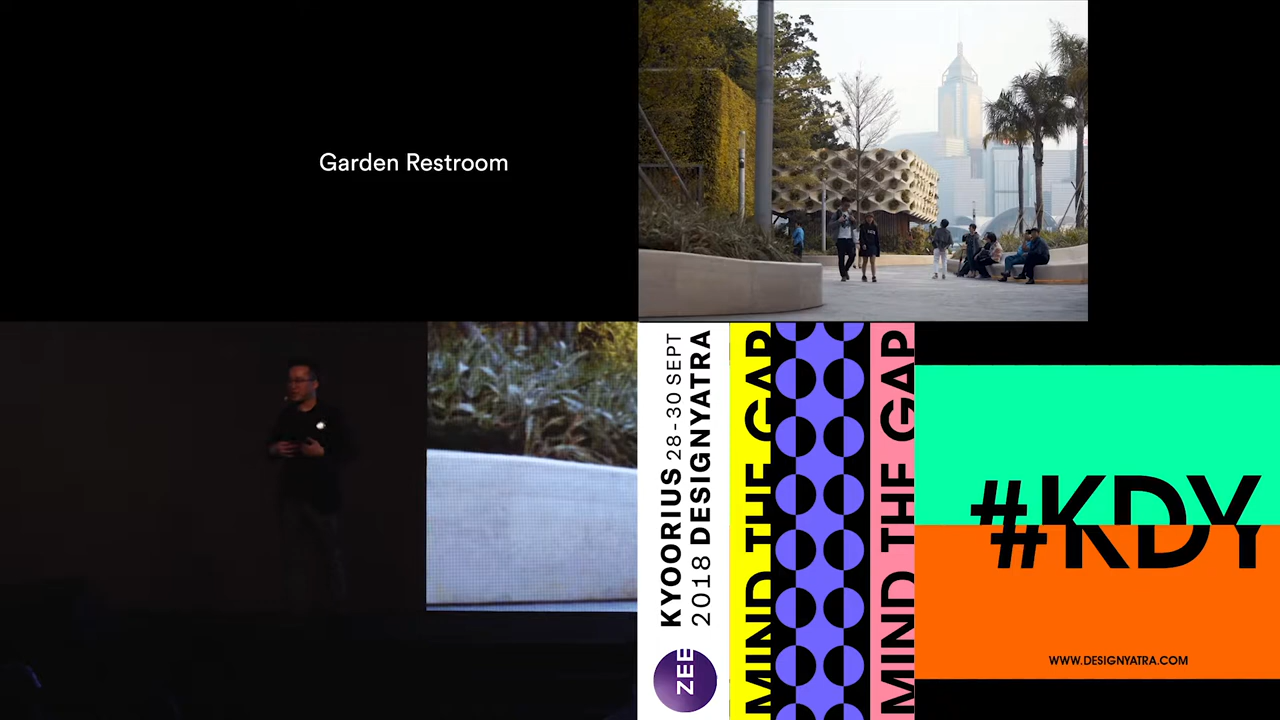 Garden Restroom
KYOORIUS 28-30 SEPT
2018 DESIGNYATRA
ZEE
MIND THE GAP
MIND THE GAP
#KDY
#KDY
WWW.DESIGNYATRA.COM